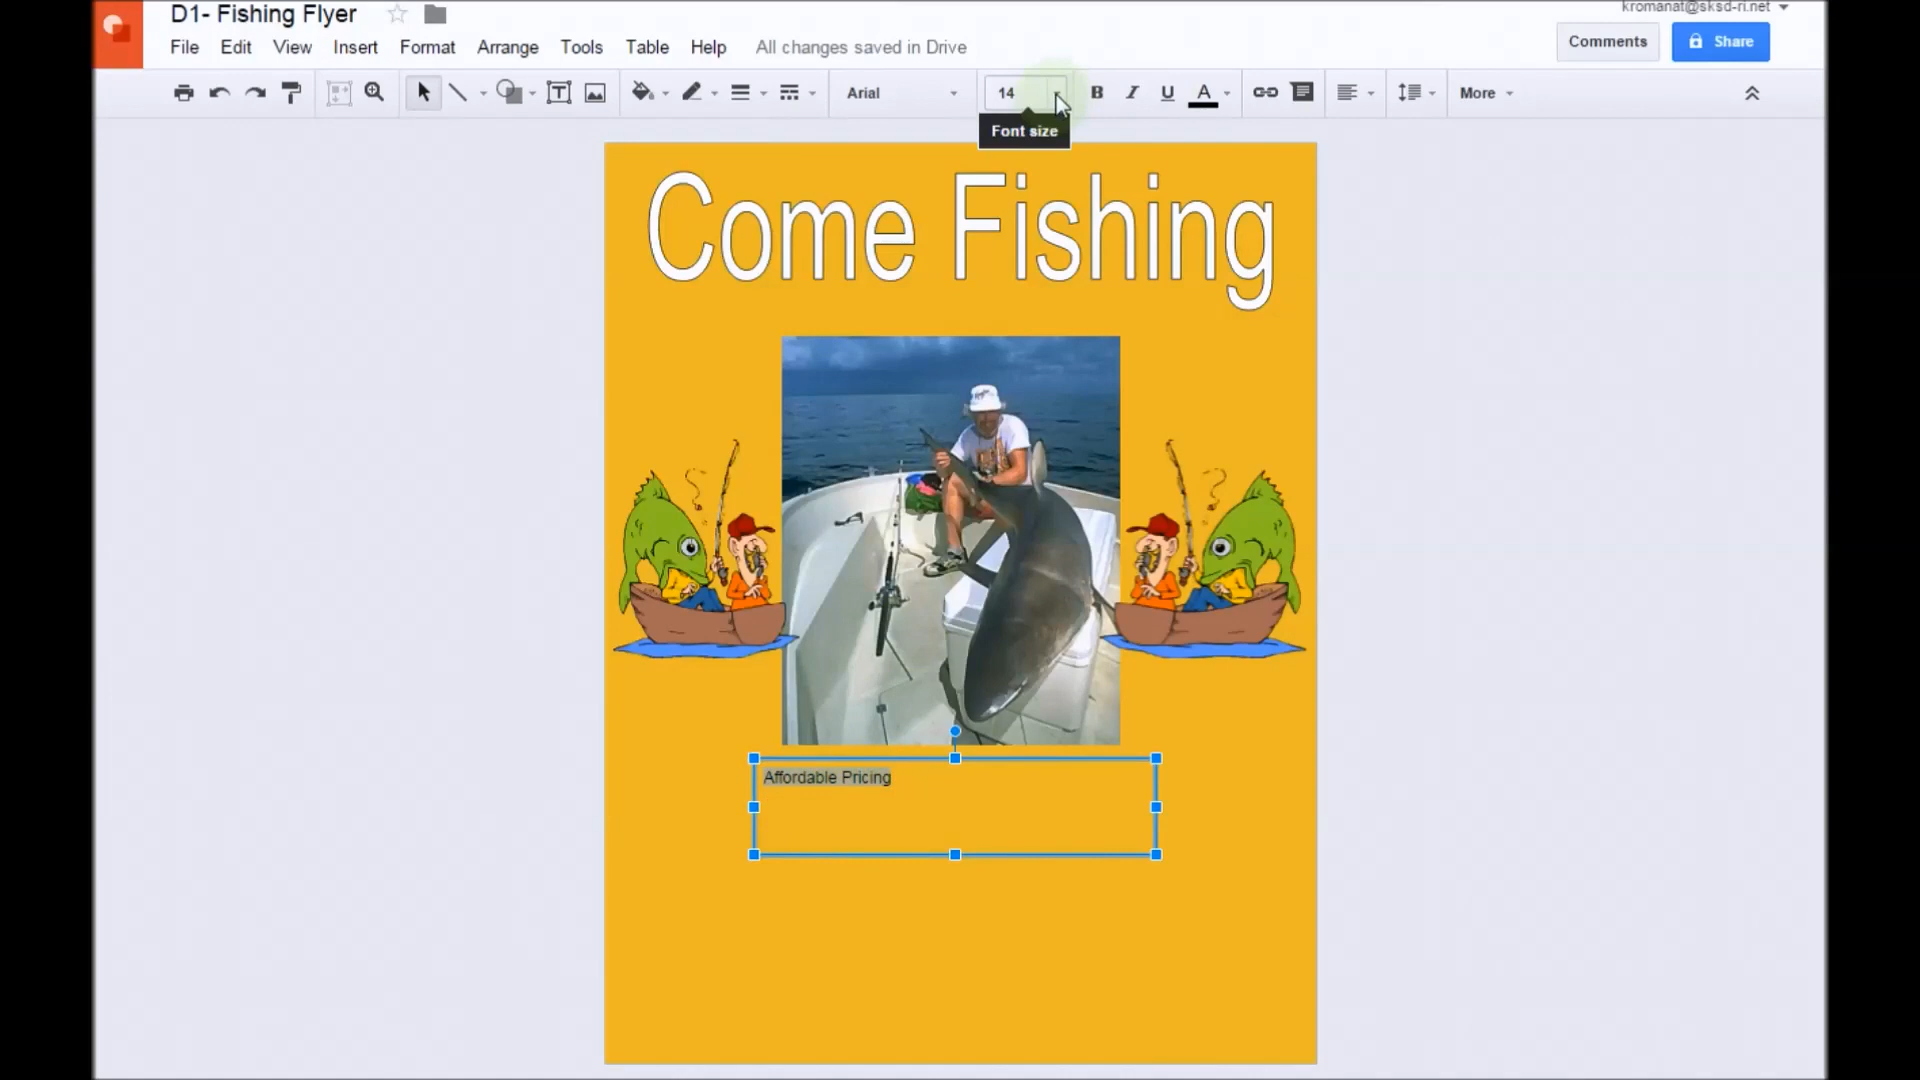 D1- Fishing Flyer
kromanat@sksd-ri.net
File Edit View Insert Format Arrange Tools Table Help All changes saved in Drive
Comments Share
Arial 14 B I U A More
Font size
Come Fishing
Affordable Pricing